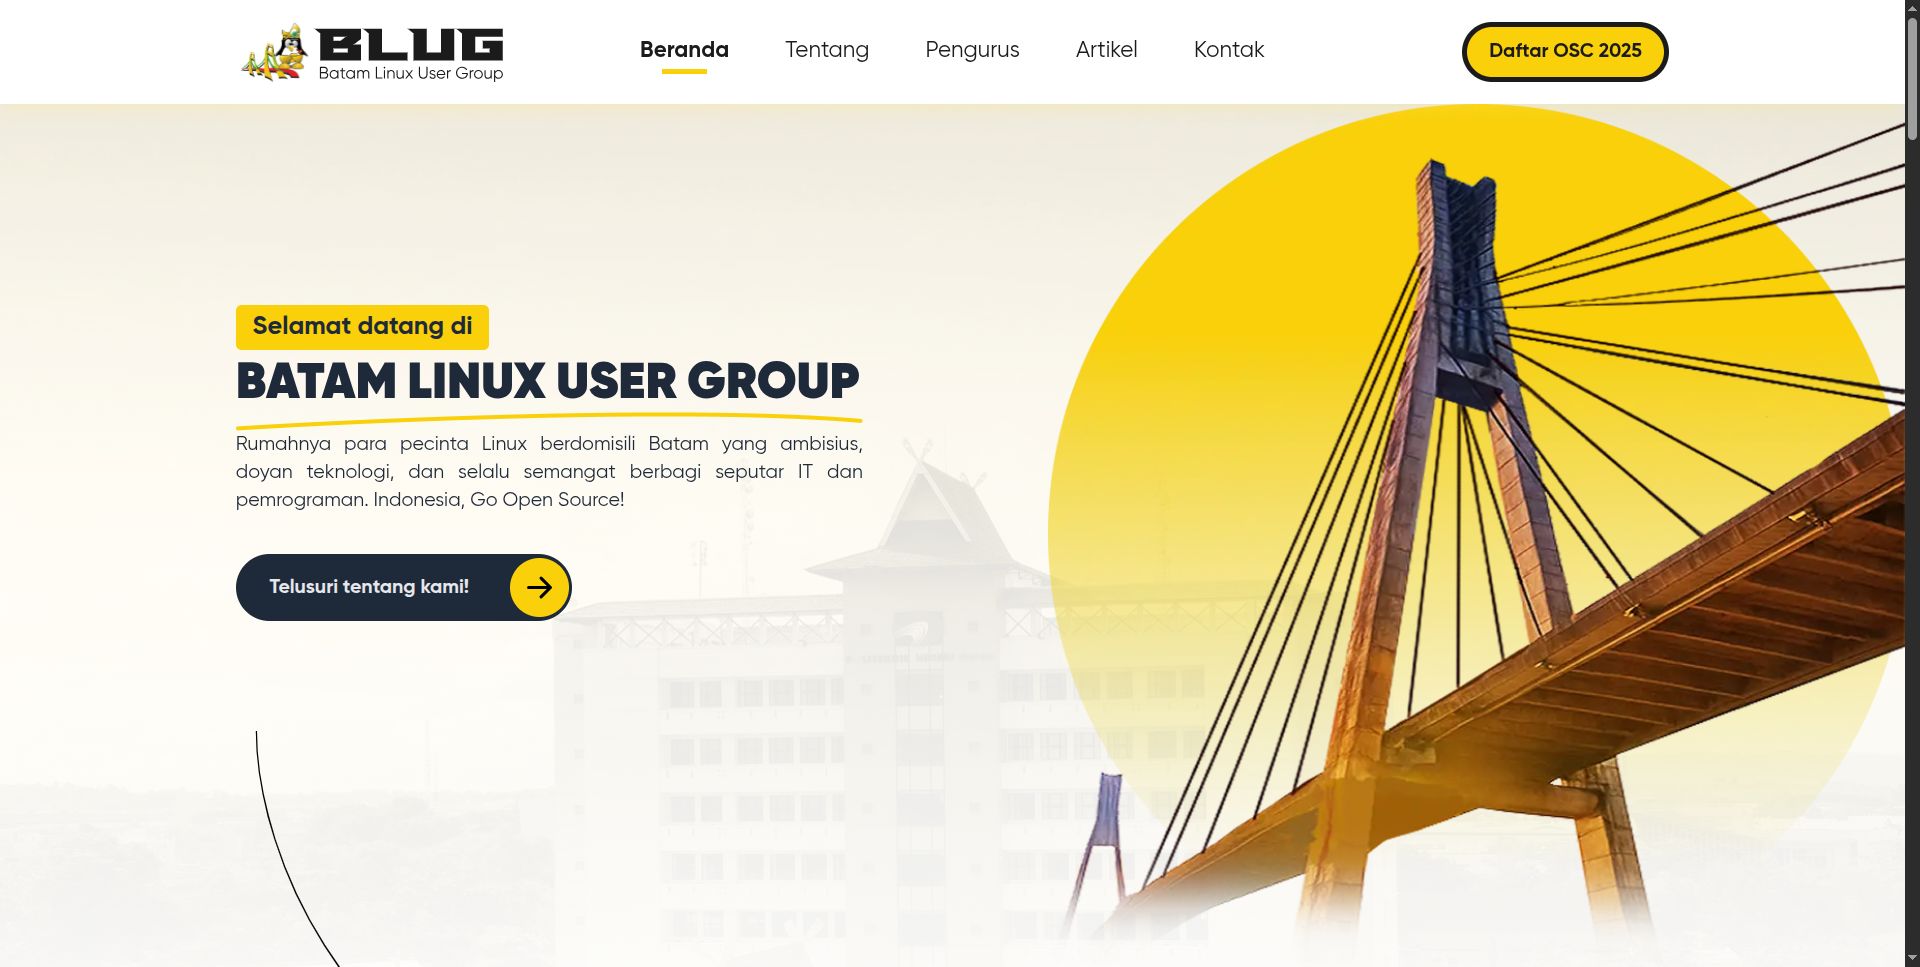 BLUG
Batam Linux User Group
Beranda
Tentang
Pengurus
Artikel
Kontak
Daftar OSC 2025
Selamat datang di
BATAM LINUX USER GROUP
Rumahnya para pecinta Linux berdomisili Batam yang ambisius,
doyan teknologi, dan selalu semangat berbagi seputar IT dan
pemrograman. Indonesia, Go Open Source!
Telusuri tentang kami!